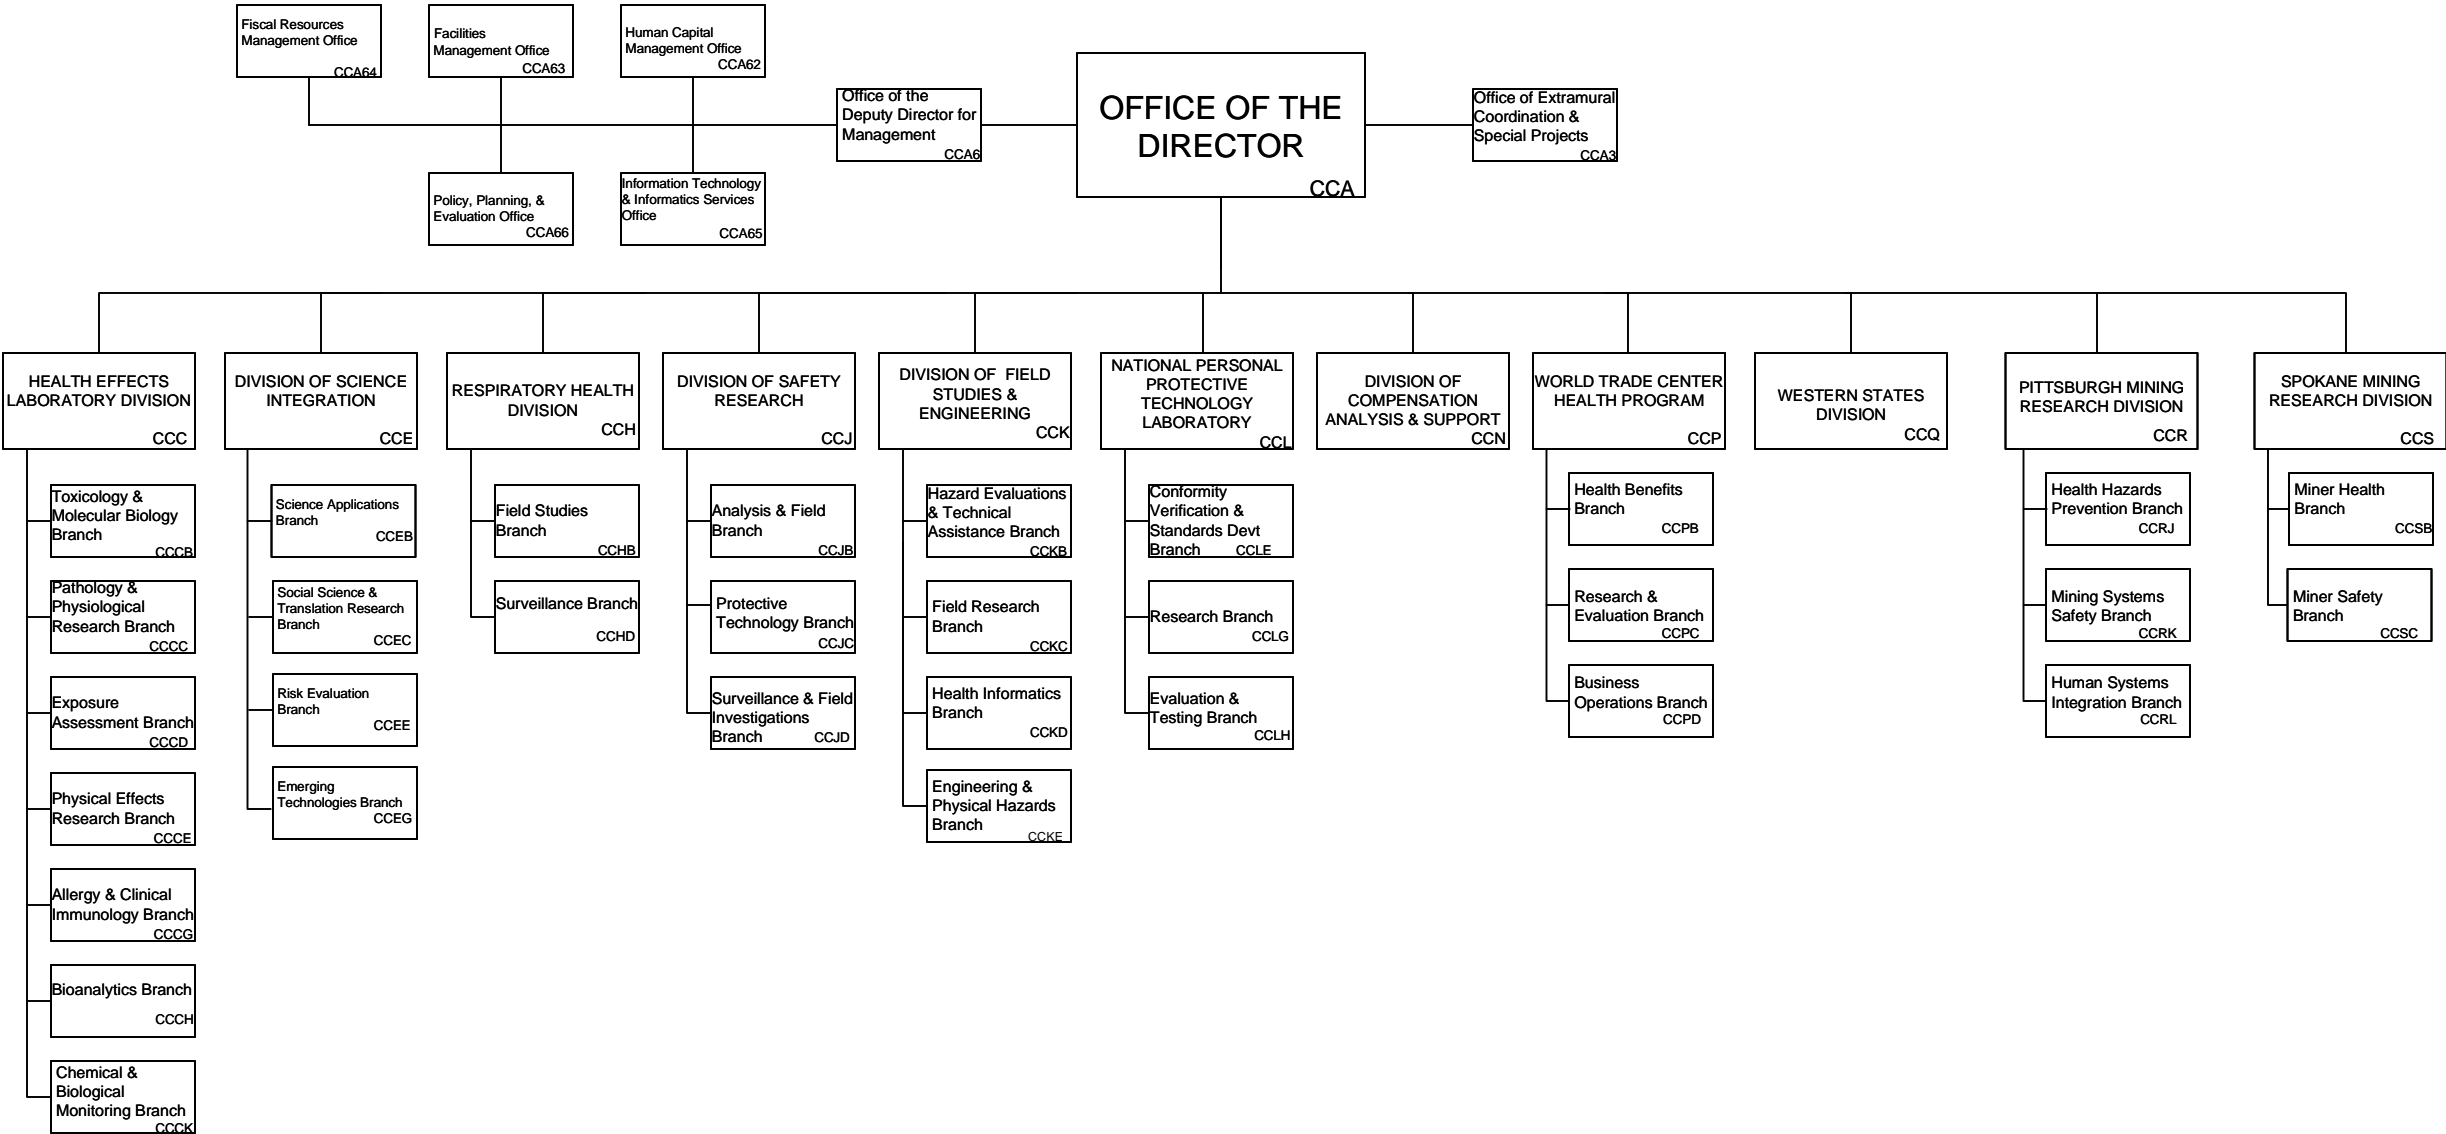 Fiscal Resources
Management Office
CCA64
Facilities
Management Office
CCA63
Human Capital
Management Office
CCA62
Office of the
Deputy Director for
Management
CCA6
OFFICE OF THE
DIRECTOR
CCA
Office of Extramural
Coordination &
Special Projects
CCA3
Policy, Planning, &
Evaluation Office
CCA66
Information Technology
& Informatics Services
Office
CCA65
HEALTH EFFECTS
LABORATORY DIVISION
CCC
DIVISION OF SCIENCE
INTEGRATION
CCE
RESPIRATORY HEALTH
DIVISION
CCH
DIVISION OF SAFETY
RESEARCH
CCJ
DIVISION OF FIELD
STUDIES &
ENGINEERING
CCK
NATIONAL PERSONAL
PROTECTIVE
TECHNOLOGY
LABORATORY
CCL
DIVISION OF
COMPENSATION
ANALYSIS & SUPPORT
CCN
WORLD TRADE CENTER
HEALTH PROGRAM
CCP
WESTERN STATES
DIVISION
CCQ
PITTSBURGH MINING
RESEARCH DIVISION
CCR
SPOKANE MINING
RESEARCH DIVISION
CCS
Toxicology &
Molecular Biology
Branch
CCCB
Pathology &
Physiological
Research Branch
CCCC
Exposure
Assessment Branch
CCCD
Physical Effects
Research Branch
CCCE
Allergy & Clinical
Immunology Branch
CCCG
Bioanalytics Branch
CCCH
Chemical &
Biological
Monitoring Branch
CCCK
Science Applications
Branch
CCEB
Social Science &
Translation Research
Branch
CCEC
Risk Evaluation
Branch
CCEE
Emerging
Technologies Branch
CCEG
Field Studies
Branch
CCHB
Surveillance Branch
CCHD
Analysis & Field
Branch
CCJB
Protective
Technology Branch
CCJC
Surveillance & Field
Investigations
Branch CCJD
Hazard Evaluations
& Technical
Assistance Branch
CCKB
Field Research
Branch
CCKC
Health Informatics
Branch
CCKD
Engineering &
Physical Hazards
Branch
CCKE
Conformity
Verification &
Standards Devt
Branch CCLE
Research Branch
CCLG
Evaluation &
Testing Branch
CCLH
Health Benefits
Branch
CCPB
Research &
Evaluation Branch
CCPC
Business
Operations Branch
CCPD
Health Hazards
Prevention Branch
CCRJ
Mining Systems
Safety Branch
CCRK
Human Systems
Integration Branch
CCRL
Miner Health
Branch
CCSB
Miner Safety
Branch
CCSC